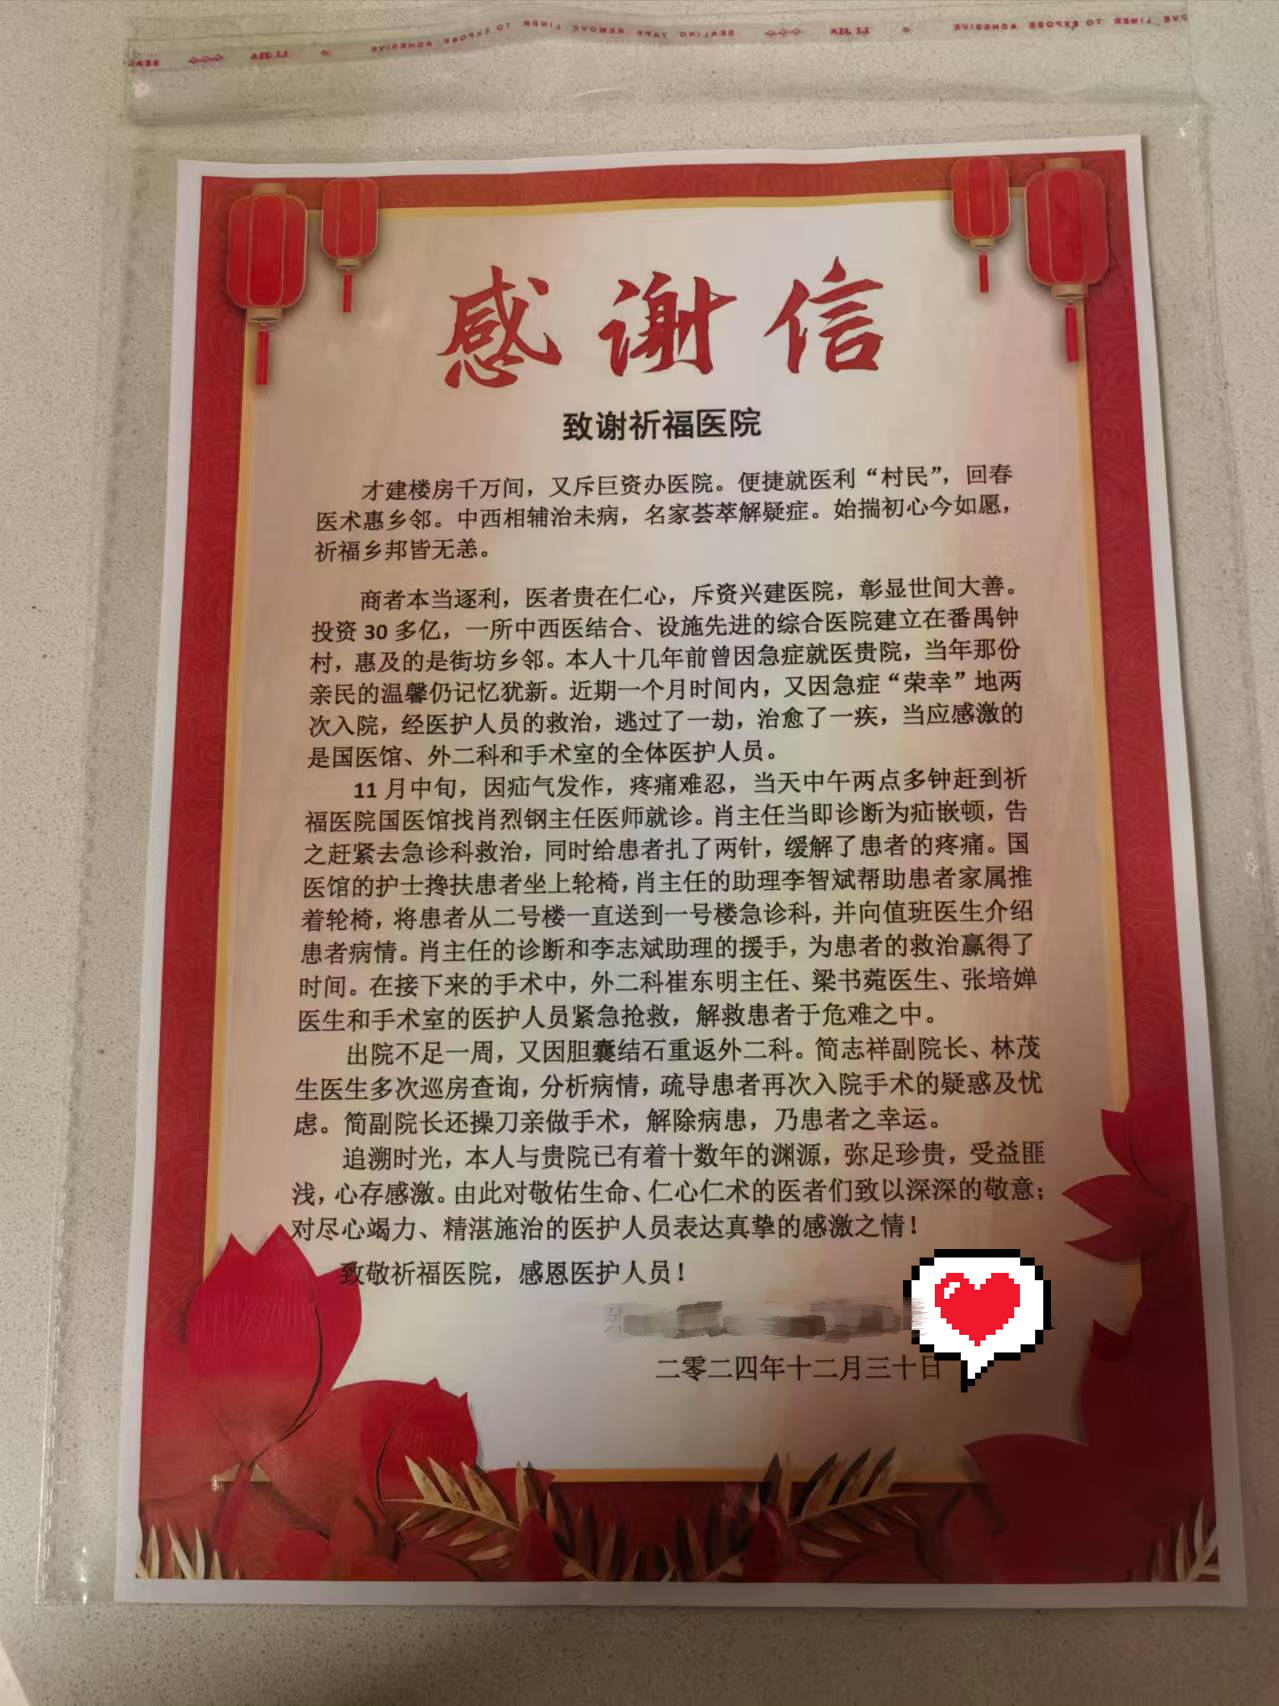 感谢信
致谢祈福医院
才建楼房千万间，又斥巨资办医院。便捷就医利“村民”，回春
医术惠乡邻。中西相辅治未病，名家荟萃解疑症。始揣初心今如愿，
祈福乡邦皆无恙。
商者本当逐利，医者贵在仁心，斥资兴建医院，彰显世间大善。
投资 30 多亿，一所中西医结合、设施先进的综合医院建立在番禺钟
村，惠及的是街坊乡邻。本人十几年前曾因急症就医贵院，当年那份
亲民的温馨仍记忆犹新。近期一个月时间内，又因急症“荣幸”地两
次入院，经医护人员的救治，逃过了一劫，治愈了一疾，当应感激的
是国医馆、外二科和手术室的全体医护人员。
11 月中旬，因疝气发作，疼痛难忍，当天中午两点多钟赶到祈
福医院国医馆找肖烈钢主任医师就诊。肖主任当即诊断为疝嵌顿，告
之赶紧去急诊科救治，同时给患者扎了两针，缓解了患者的疼痛。国
医馆的护士搀扶患者坐上轮椅，肖主任的助理李智斌帮助患者家属推
着轮椅，将患者从二号楼一直送到一号楼急诊科，并向值班医生介绍
患者病情。肖主任的诊断和李志斌助理的援手，为患者的救治赢得了
时间。在接下来的手术中，外二科崔东明主任、梁书菀医生、张培婵
医生和手术室的医护人员紧急抢救，解救患者于危难之中。
出院不足一周，又因胆囊结石重返外二科。简志祥副院长、林茂
生医生多次巡房查询，分析病情，疏导患者再次入院手术的疑惑及忧
虑。简副院长还操刀亲做手术，解除病患，乃患者之幸运。
追溯时光，本人与贵院已有着十数年的渊源，弥足珍贵，受益匪
浅，心存感激。由此对敬佑生命、仁心仁术的医者们致以深深的敬意；
对尽心竭力、精湛施治的医护人员表达真挚的感激之情！
致敬祈福医院，感恩医护人员！
二零二四年十二月三十日